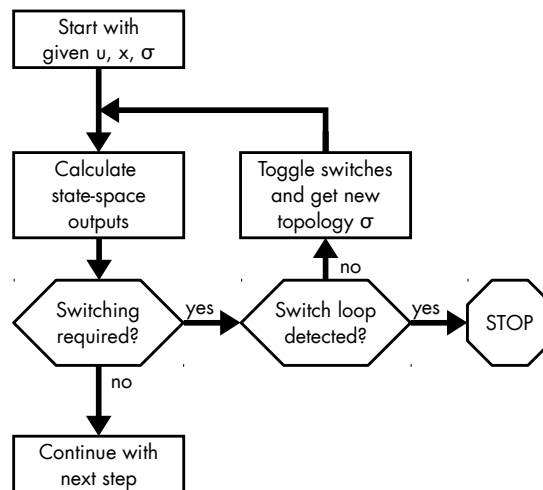 Start with
given u, x, σ
Calculate
state-space
outputs
Toggle switches
and get new
topology σ
no
Switching
required?
yes
Switch loop
detected?
yes
STOP
no
Continue with
next step